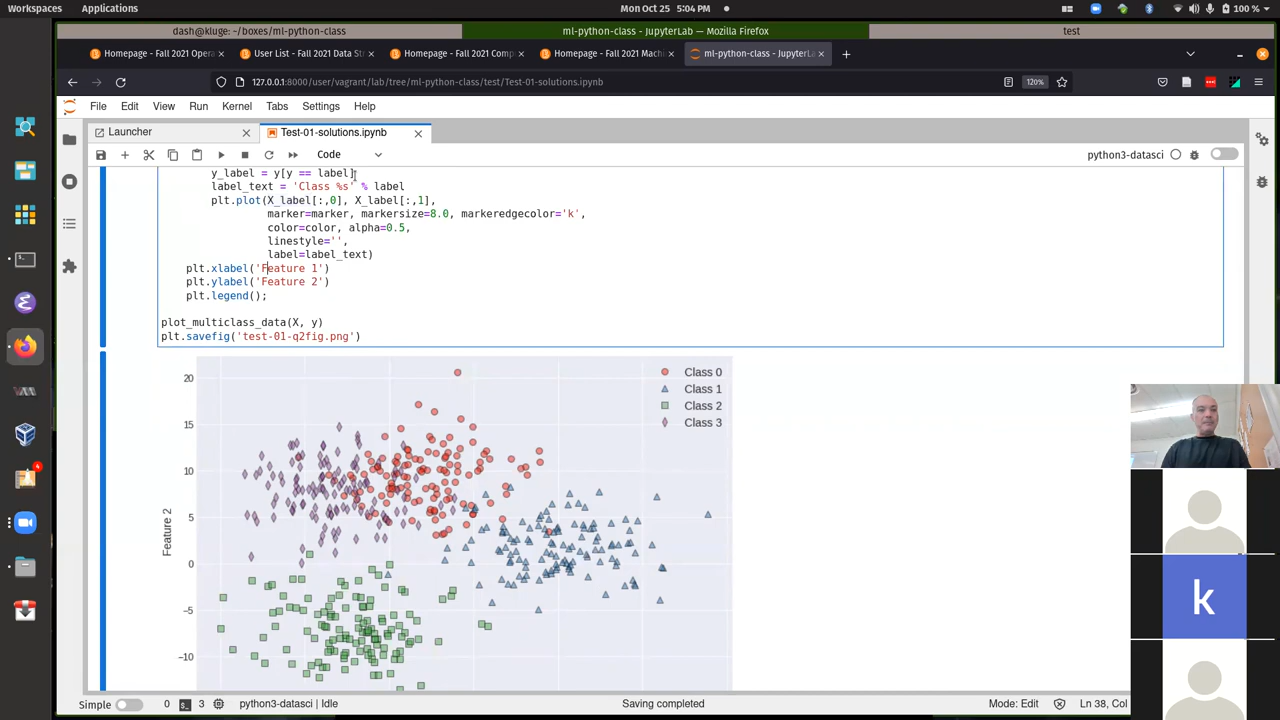 Workspaces Applications Mon Oct 25 5:04 PM 100 %
dash@kluge: ~/boxes/ml-python-class ml-python-class - JupyterLab — Mozilla Firefox test
Homepage - Fall 2021 Opera User List - Fall 2021 Data St Homepage - Fall 2021 Comp Homepage - Fall 2021 Machi ml-python-class - JupyterLab
127.0.0.1:8000/user/vagrant/lab/tree/ml-python-class/test/Test-01-solutions.ipynb 120%
File Edit View Run Kernel Tabs Settings Help
Launcher Test-01-solutions.ipynb
Code python3-datasci
y_label = y[y == label]
label_text = 'Class %s' % label
plt.plot(X_label[:,0], X_label[:,1],
marker=marker, markersize=8.0, markeredgecolor='k',
color=color, alpha=0.5,
linestyle='',
label=label_text)
plt.xlabel('Feature 1')
plt.ylabel('Feature 2')
plt.legend();
plot_multiclass_data(X, y)
plt.savefig('test-01-q2fig.png')
Class 0
Class 1
Class 2
Class 3
20
15
10
5
0
−5
−10
Feature 2
k
4
Simple 0 3 python3-datasci | Idle Saving completed Mode: Edit Ln 38, Col